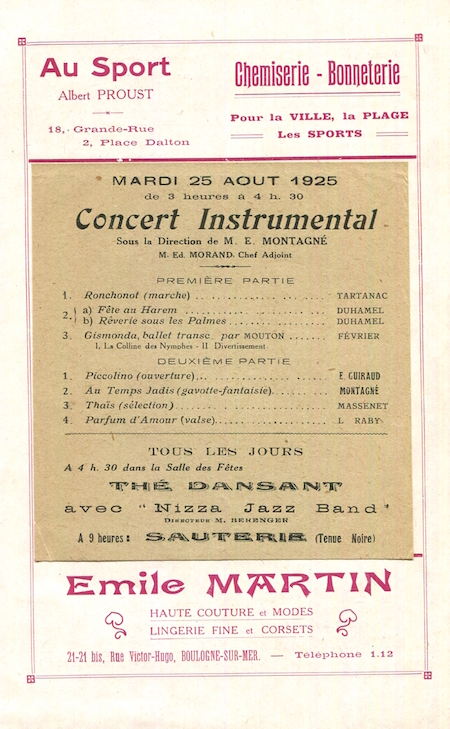 Au Sport
Albert PROUST
18, Grande-Rue
2, Place Dalton
Chemiserie - Bonneterie
Pour la VILLE, la PLAGE
Les SPORTS
MARDI 25 AOUT 1925
de 3 heures à 4 h. 30
Concert Instrumental
Sous la Direction de M. E. MONTAGNÉ
M. Ed. MORAND, Chef Adjoint
PREMIÈRE PARTIE
1. Ronchonot (marche) TARTANAC
2. a) Fête au Harem DUHAMEL
b) Rêverie sous les Palmes DUHAMEL
3. Gismonda, ballet transc. par MOUTON FÉVRIER
I, La Colline des Nymphes - II Divertissement
DEUXIÈME PARTIE
1. Piccolino (ouverture) E. GUIRAUD
2. Au Temps Jadis (gavotte-fantaisie) MONTAGNÉ
3. Thaïs (sélection) MASSENET
4. Parfum d'Amour (valse) L RABY
TOUS LES JOURS
A 4 h. 30 dans la Salle des Fêtes
THÉ DANSANT
avec "Nizza Jazz Band"
DIRECTEUR M. BERENGER
A 9 heures : SAUTERIE (Tenue Noire)
Emile MARTIN
HAUTE COUTURE et MODES
LINGERIE FINE et CORSETS
21-21 bis, Rue Victor-Hugo, BOULOGNE-SUR-MER. — Téléphone 1.12